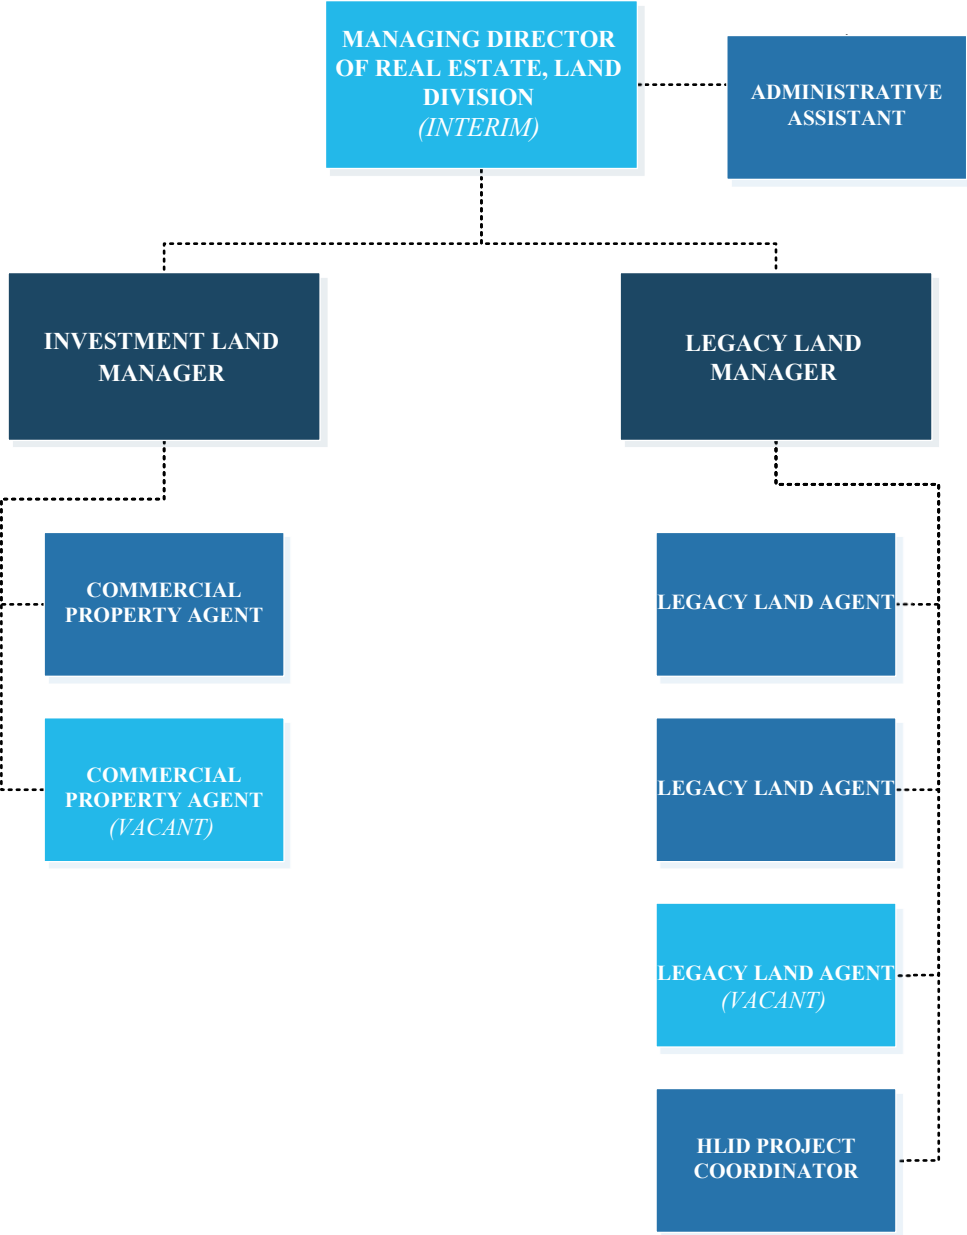 MANAGING DIRECTOR
OF REAL ESTATE, LAND
DIVISION
(INTERIM)
ADMINISTRATIVE
ASSISTANT
INVESTMENT LAND
MANAGER
LEGACY LAND
MANAGER
COMMERCIAL
PROPERTY AGENT
LEGACY LAND AGENT
COMMERCIAL
PROPERTY AGENT
(VACANT)
LEGACY LAND AGENT
LEGACY LAND AGENT
(VACANT)
HLID PROJECT
COORDINATOR